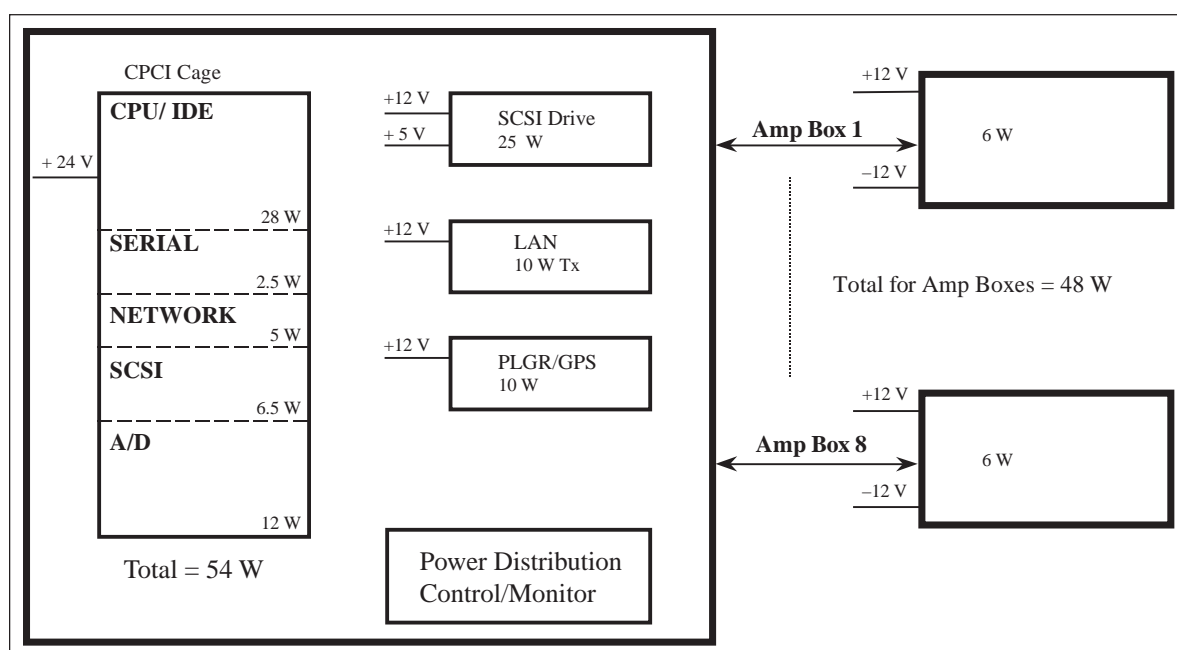 CPCI Cage
CPU/ IDE
+ 24 V
28 W
SERIAL
2.5 W
NETWORK
5 W
SCSI
6.5 W
A/D
12 W
Total = 54 W
+12 V
+ 5 V
SCSI Drive
25 W
+12 V
LAN
10 W Tx
+12 V
PLGR/GPS
10 W
Power Distribution
Control/Monitor
Amp Box 1
+12 V
–12 V
6 W
Total for Amp Boxes = 48 W
Amp Box 8
+12 V
–12 V
6 W